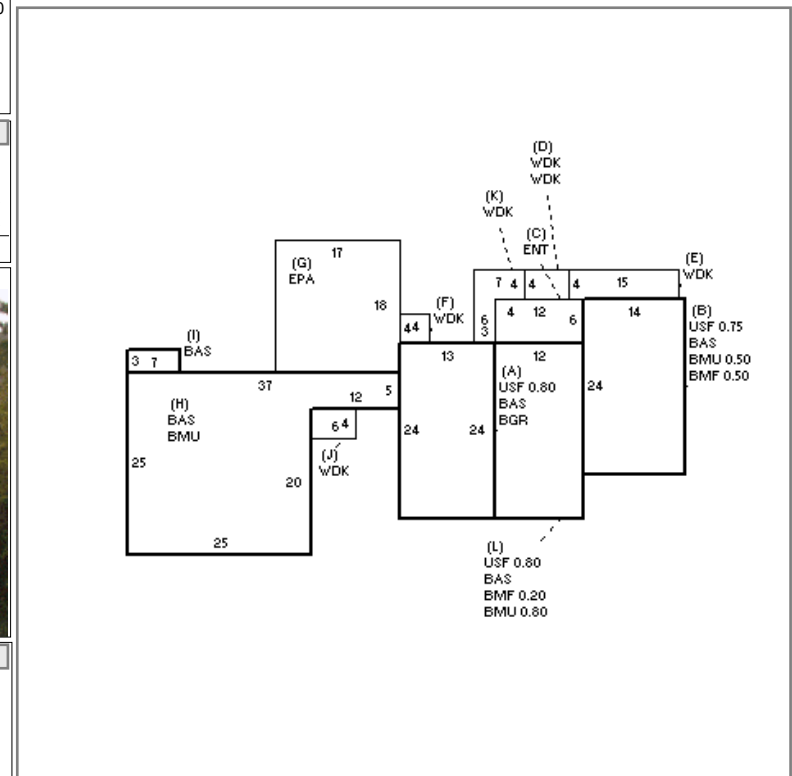 0
(D)
WDK
WDK
(K)
WDK
(C)
ENT
17
(G)
EPA
18
7 4 4 4 15
(E)
WDK
4 4
(F)
WDK
6
3
4 12 6
14
(B)
USF 0.75
BAS
BMU 0.50
BMF 0.50
(I)
BAS
3 7
13
12
(A)
USF 0.80
BAS
BGR
37
12 5
24
(H)
BAS
BMU
6 4
(J)
WDK
24
24
25
20
25
(L)
USF 0.80
BAS
BMF 0.20
BMU 0.80